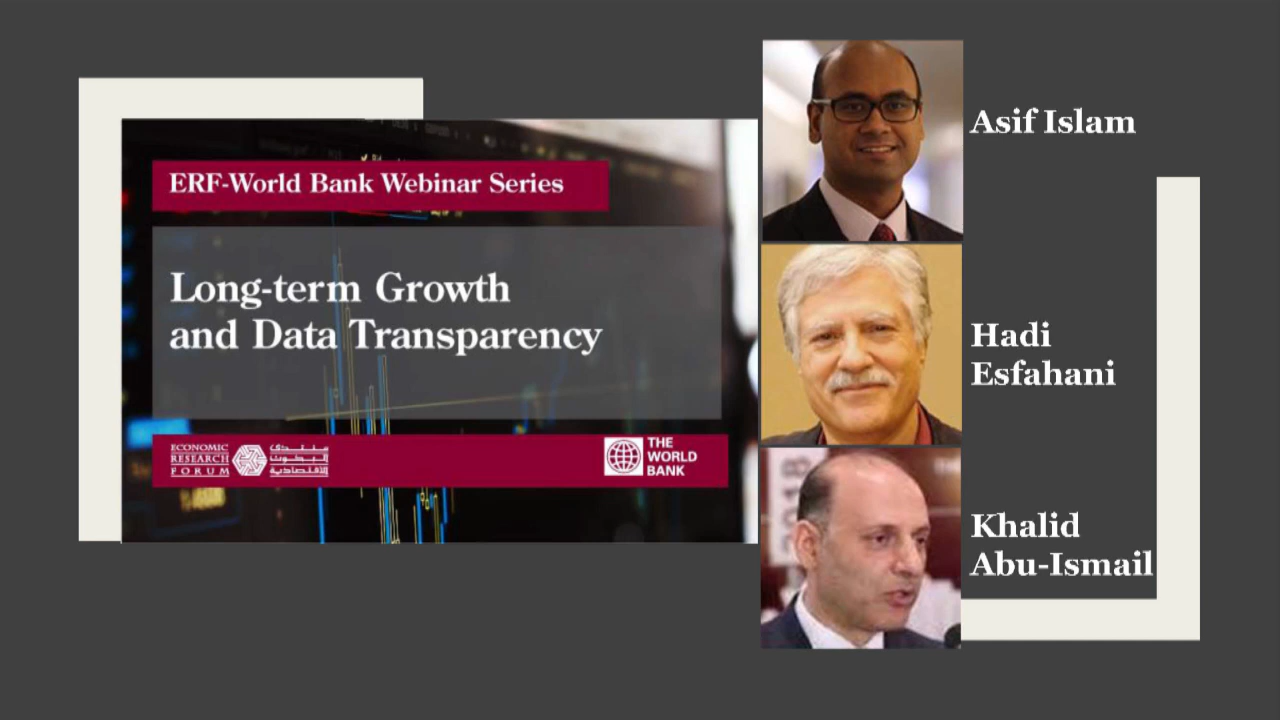 ERF-World Bank Webinar Series
Long-term Growth
and Data Transparency
ECONOMIC
RESEARCH
FORUM
منتدى
البحوث
الاقتصادية
THE
WORLD
BANK
Asif Islam
Hadi
Esfahani
Khalid
Abu-Ismail